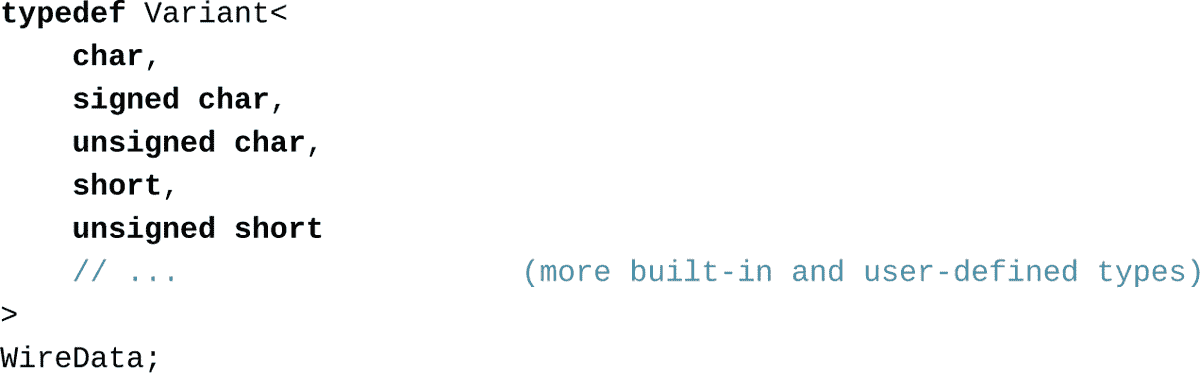 typedef Variant<
    char,
    signed char,
    unsigned char,
    short,
    unsigned short
    // ...                   (more built-in and user-defined types)
>
WireData;